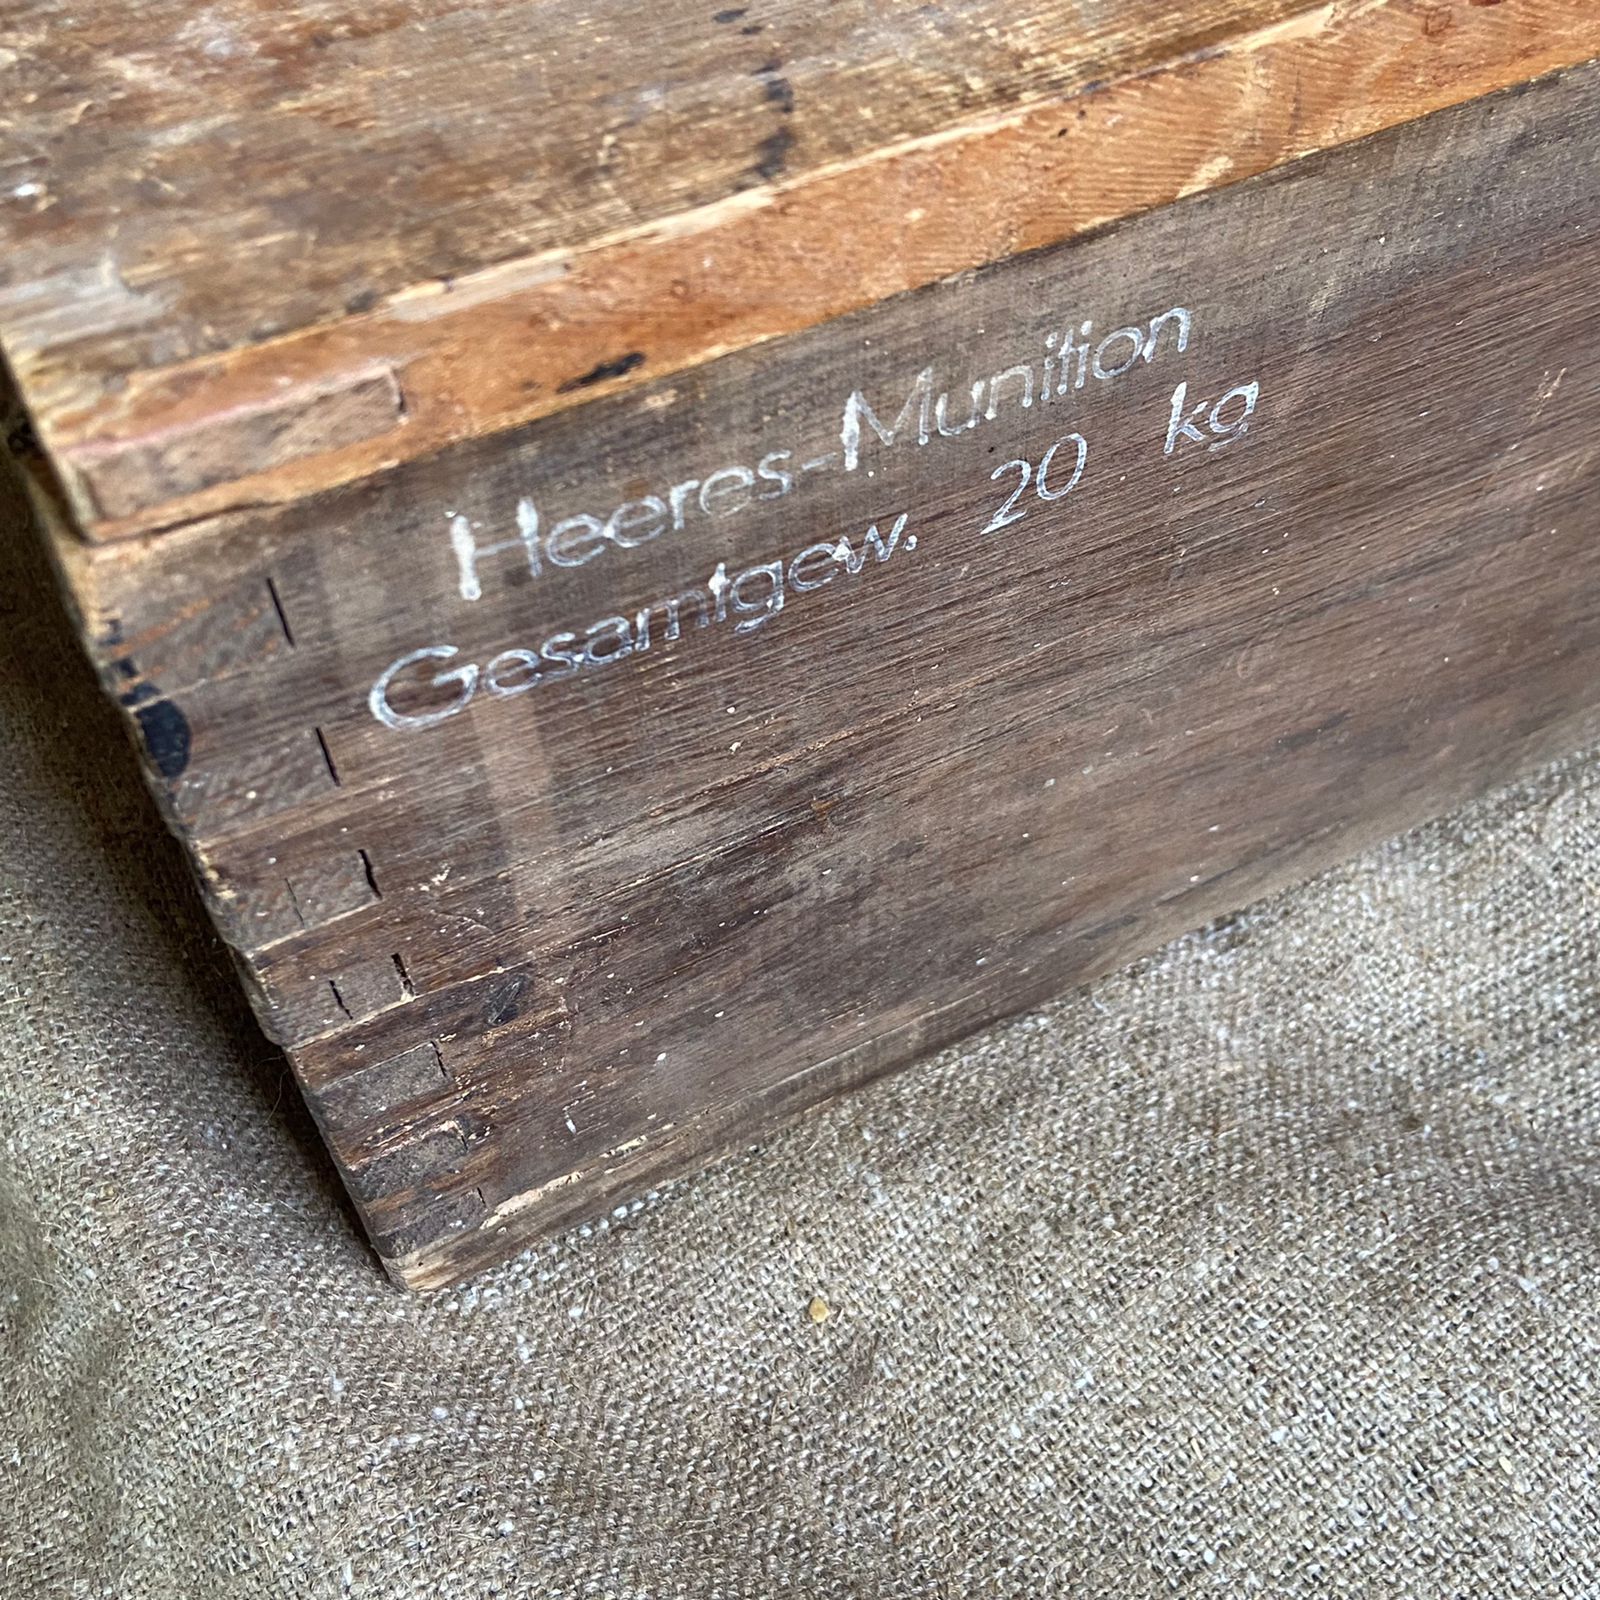 Heeres-Munition
Gesamtgew. 20 kg